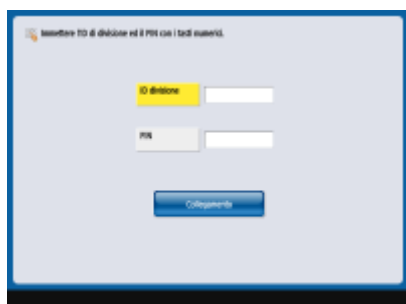 Immettere l'ID di divisione ed il PIN con i tasti numerici.
ID divisione
PIN
Collegamento